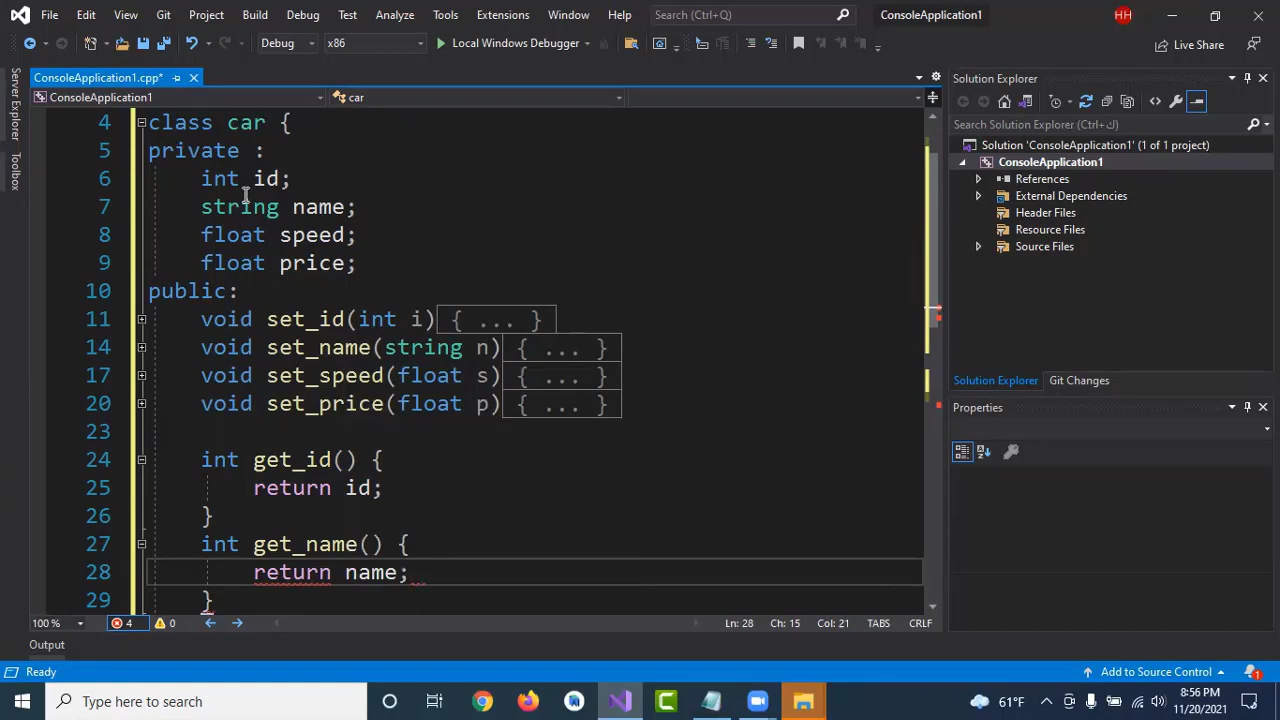 File Edit View Git Project Build Debug Test Analyze Tools Extensions Window Help Search (Ctrl+Q) ConsoleApplication1 HH
Debug x86 Local Windows Debugger Live Share
Server Explorer
Toolbox
ConsoleApplication1.cpp*
ConsoleApplication1 car
4 class car {
5 private :
6 int id;
7 string name;
8 float speed;
9 float price;
10 public:
11 void set_id(int i) { ... }
14 void set_name(string n) { ... }
17 void set_speed(float s) { ... }
20 void set_price(float p) { ... }
23
24 int get_id() {
25 return id;
26 }
27 int get_name() {
28 return name;
29 }
100 % 4 0 Ln: 28 Ch: 15 Col: 21 TABS CRLF
Output
Solution Explorer
Search Solution Explorer (Ctrl+ك)
Solution 'ConsoleApplication1' (1 of 1 project)
ConsoleApplication1
References
External Dependencies
Header Files
Resource Files
Source Files
Solution Explorer Git Changes
Properties
Ready Add to Source Control 1
Type here to search 61°F 8:56 PM
11/20/2021